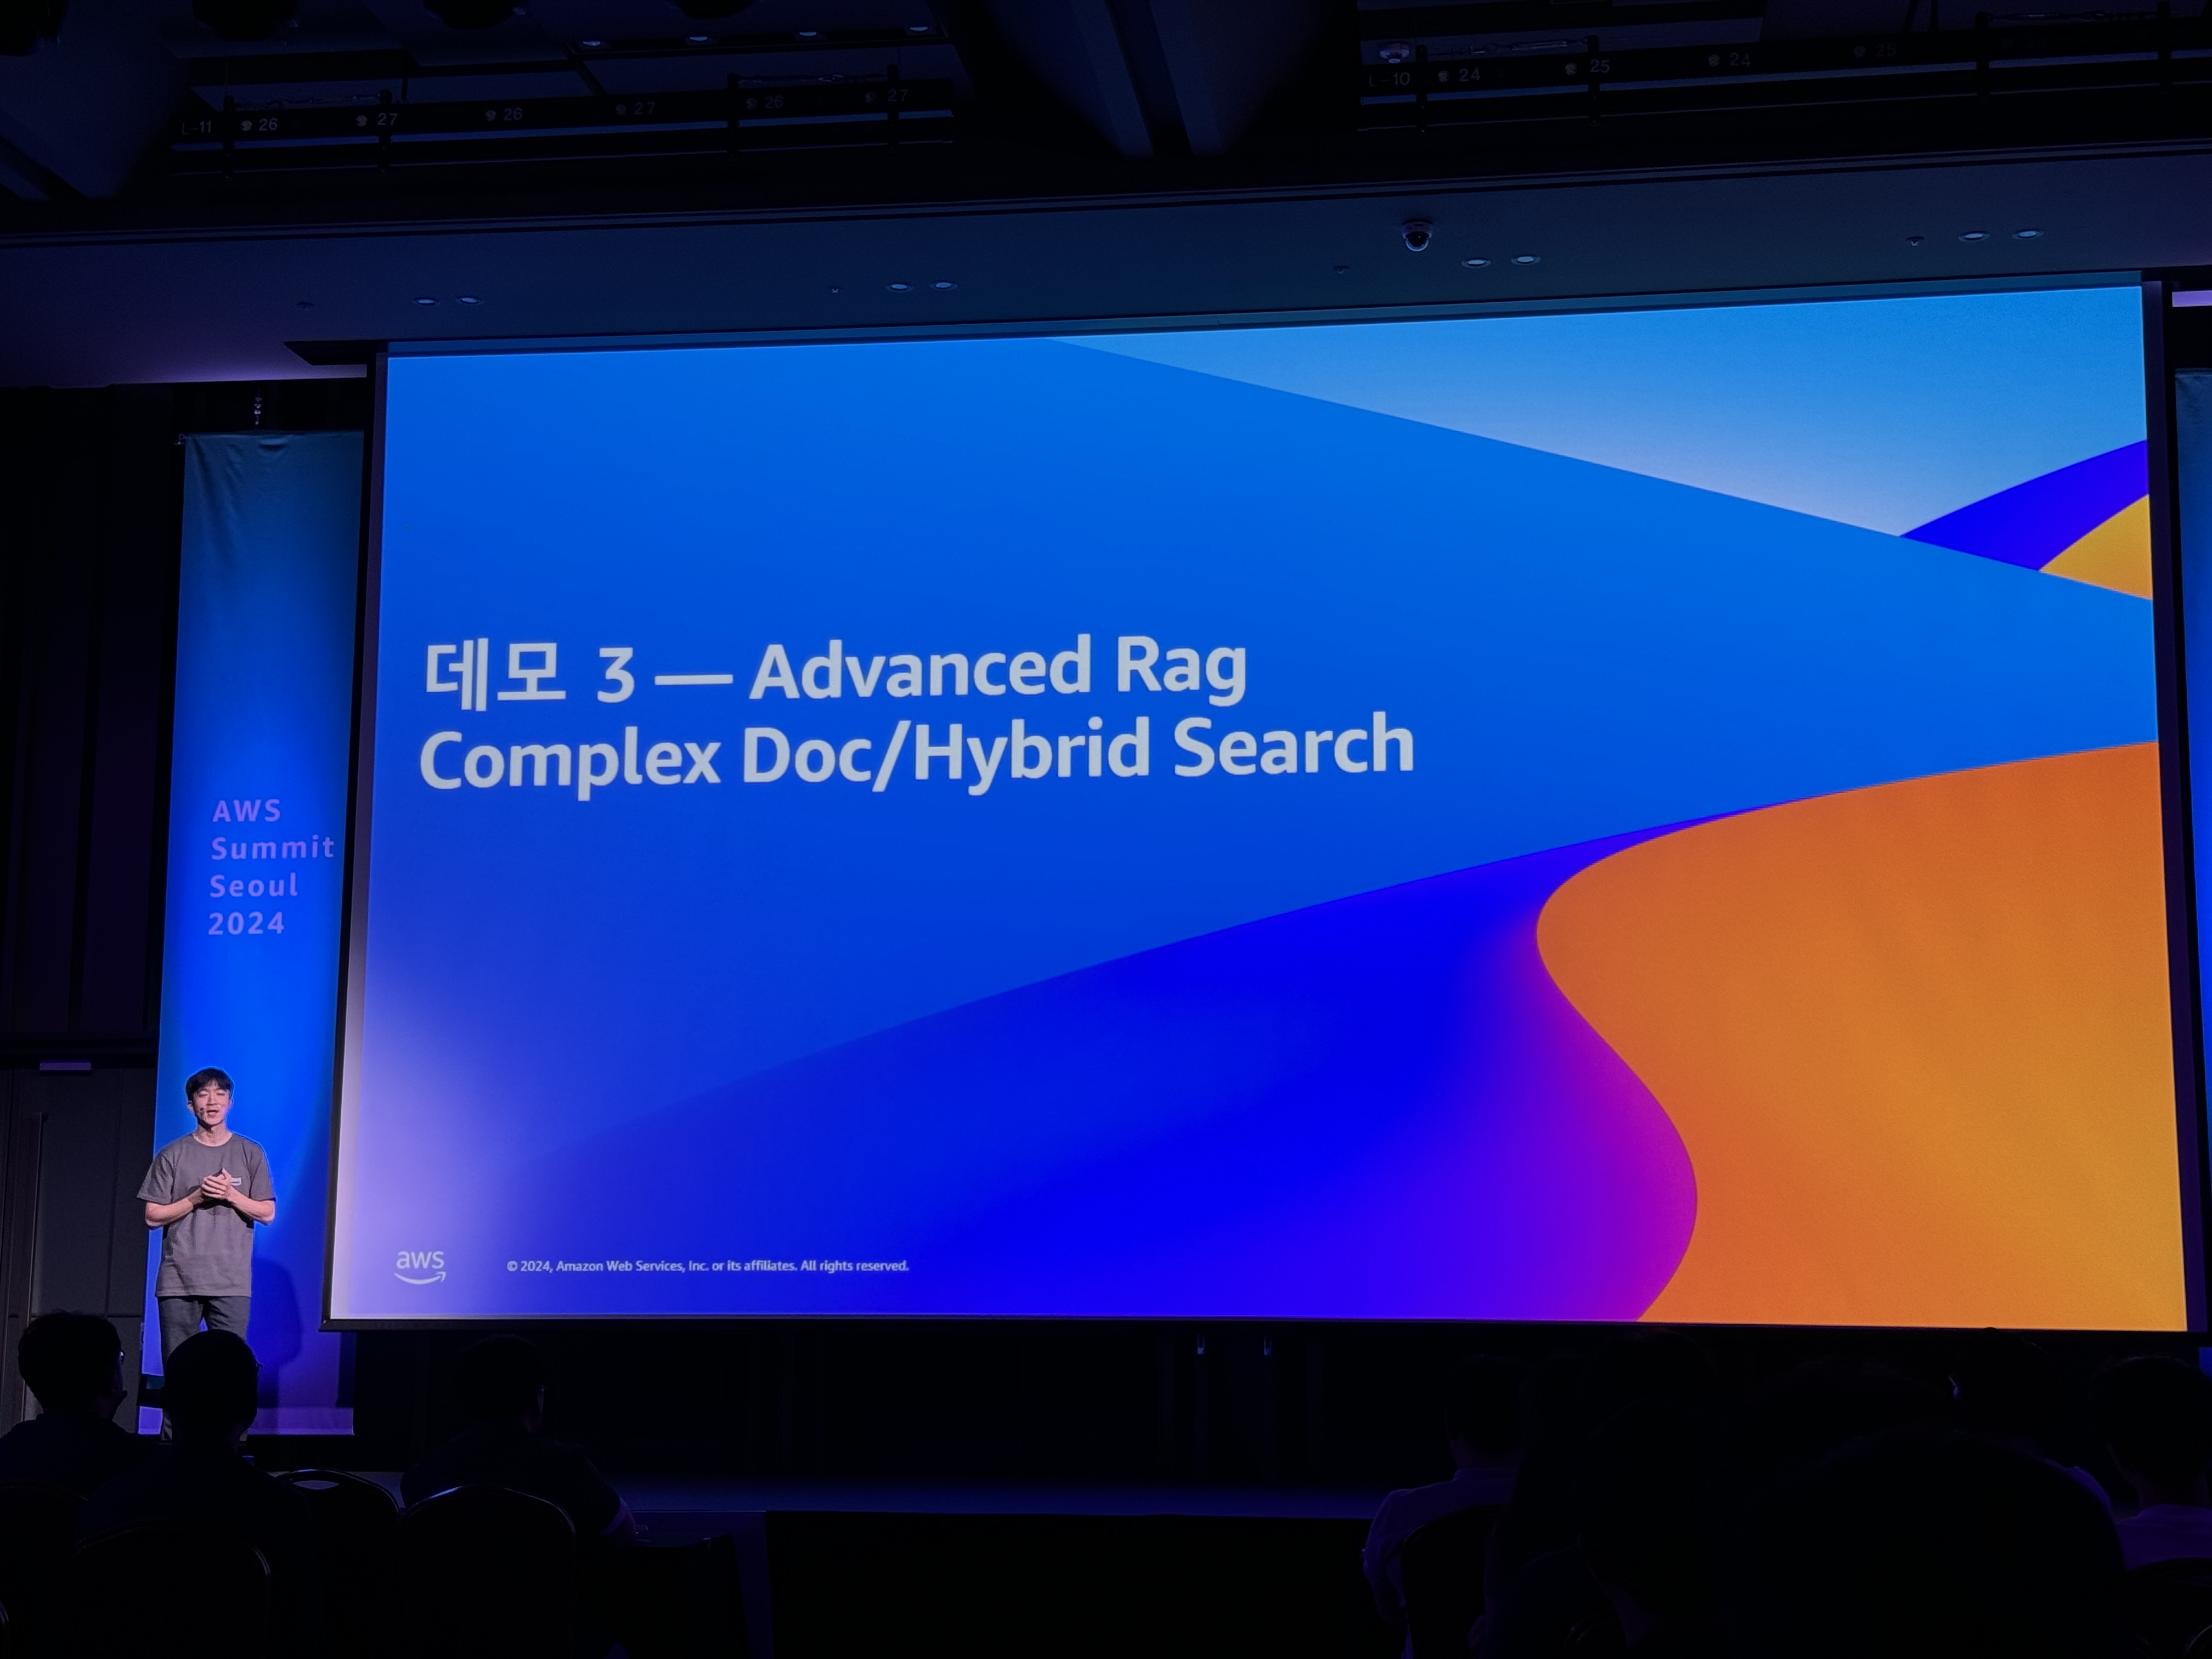 L-11 26 27 26 27 26 27
L-10 24 25 24 25
데모 3 — Advanced Rag
Complex Doc/Hybrid Search
AWS
Summit
Seoul
2024
aws
© 2024, Amazon Web Services, Inc. or its affiliates. All rights reserved.